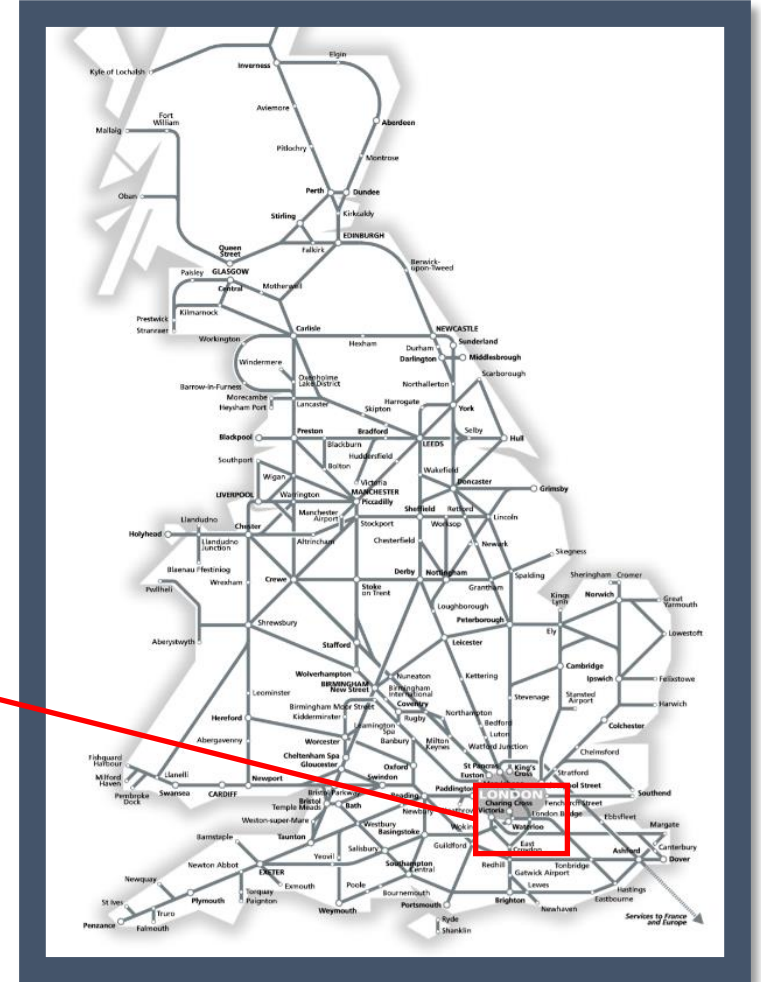 Elgin
Inverness
Kyle of Lochalsh
Aviemore
Fort
William
Mallaig
Aberdeen
Pitlochry
Montrose
Perth
Dundee
Oban
Kirkcaldy
Stirling
EDINBURGH
Queen
Street
Falkirk
Berwick-
upon-Tweed
Paisley
GLASGOW
Central
Motherwell
Kilmarnock
Prestwick
Stranraer
Carlisle
NEWCASTLE
Workington
Hexham
Sunderland
Durham
Darlington
Middlesbrough
Windermere
Oxenholme
Lake District
Scarborough
Barrow-in-Furness
Northallerton
Morecambe
Heysham Port
Lancaster
Harrogate
Skipton
York
Preston
Bradford
Selby
Blackpool
LEEDS
Hull
Blackburn
Huddersfield
Southport
Bolton
Wakefield
Wigan
Victoria
Doncaster
MANCHESTER
Piccadilly
Grimsby
LIVERPOOL
Warrington
Manchester
Airport
Sheffield
Retford
Lincoln
Llandudno
Chester
Stockport
Worksop
Holyhead
Llandudno
Junction
Altrincham
Chesterfield
Newark
Skegness
Blaenau Ffestiniog
Derby
Nottingham
Pwllheli
Wrexham
Crewe
Stoke
on Trent
Grantham
Spalding
Sheringham
Cromer
Kings
Lynn
Norwich
Great
Yarmouth
Loughborough
Shrewsbury
Peterborough
Ely
Lowestoft
Aberystwyth
Stafford
Leicester
Wolverhampton
Cambridge
BIRMINGHAM
New Street
Nuneaton
Birmingham
International
Kettering
Ipswich
Felixstowe
Leominster
Coventry
Stevenage
Stansted
Airport
Harwich
Birmingham Moor Street
Kidderminster
Rugby
Northampton
Hereford
Leamington
Spa
Bedford
Colchester
Worcester
Banbury
Milton
Keynes
Luton
Abergavenny
Watford Junction
Chelmsford
Cheltenham Spa
Gloucester
Oxford
St Pancras
Euston
King's
Cross
Stratford
Fishguard
Harbour
Milford
Haven
Llanelli
Newport
Swindon
Paddington
Southend
Pembroke
Dock
Swansea
CARDIFF
Bristol Parkway
Reading
LONDON
Bristol
Temple Meads
Bath
Charing Cross
Fenchurch Street
Newbury
Victoria
London Bridge
Ebbsfleet
Weston-super-Mare
Westbury
Waterloo
Margate
Barnstaple
Taunton
Basingstoke
East
Croydon
Canterbury
Yeovil
Salisbury
Guildford
Ashford
Newton Abbot
Redhill
Tonbridge
Dover
EXETER
Southampton
Central
Gatwick Airport
Newquay
Exmouth
Poole
Lewes
Hastings
Torquay
Paignton
Bournemouth
Eastbourne
St Ives
Plymouth
Portsmouth
Brighton
Newhaven
Truro
Weymouth
Penzance
Falmouth
Ryde
Shanklin
Services to France
and Europe